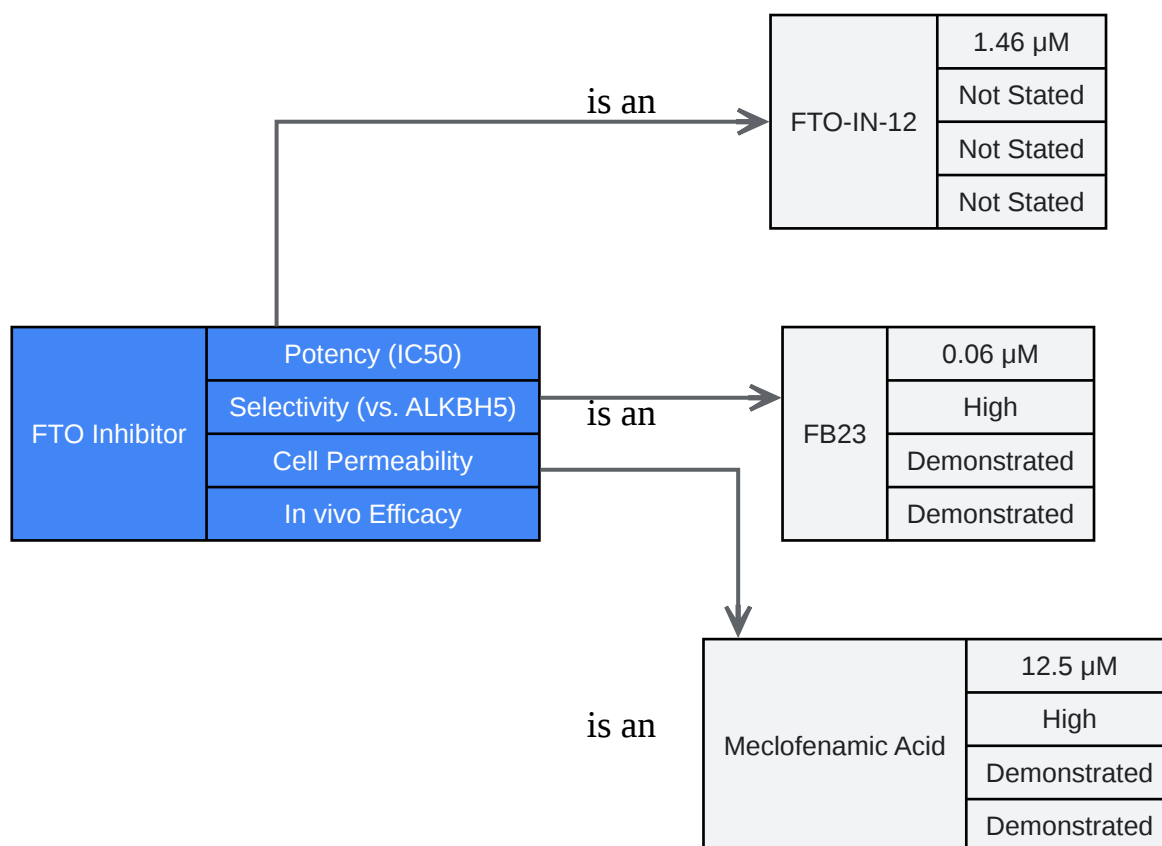 is an
FTO-IN-12
1.46 μM
Not Stated
Not Stated
Not Stated
FTO Inhibitor
Potency (IC50)
Selectivity (vs. ALKBH5)
Cell Permeability
In vivo Efficacy
is an
FB23
0.06 μM
High
Demonstrated
Demonstrated
is an
Meclofenamic Acid
12.5 μM
High
Demonstrated
Demonstrated